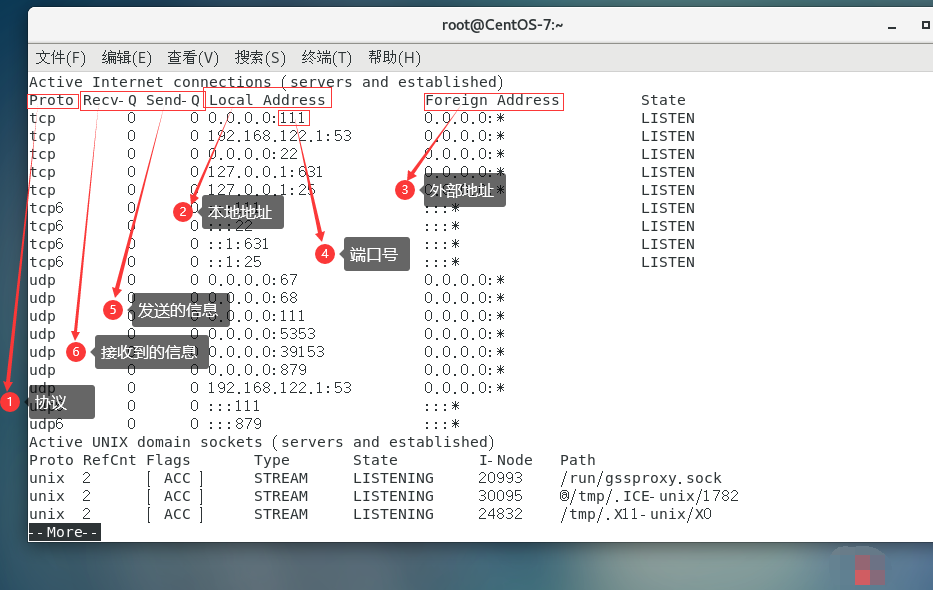 root@CentOS-7:~
文件(F) 编辑(E) 查看(V) 搜索(S) 终端(T) 帮助(H)
Active Internet connections (servers and established)
Proto Recv-Q Send-Q Local Address Foreign Address State
tcp 0 0 0.0.0.0:111 0.0.0.0:* LISTEN
tcp 0 0 192.168.122.1:53 0.0.0.0:* LISTEN
tcp 0 0 0.0.0.0:22 0.0.0.0:* LISTEN
tcp 0 0 127.0.0.1:631 0.0.0.0:* LISTEN
tcp 0 0 127.0.0.1:25 LISTEN
3 外部地址
tcp6 0 0 :::* LISTEN
2 本地地址
tcp6 0 0 :::22 :::* LISTEN
tcp6 0 0 ::1:631 :::* LISTEN
4 端口号
tcp6 0 0 ::1:25 :::* LISTEN
udp 0 0 0.0.0.0:67 0.0.0.0:*
udp 0 0 0.0.0.0:68 0.0.0.0:*
5 发送的信息
udp 0 0.0.0.0:111 0.0.0.0:*
udp 0 0 0.0.0.0:5353 0.0.0.0:*
udp 0.0.0.0:39153 0.0.0.0:*
6 接收到的信息
udp 0 0 0.0.0.0:879 0.0.0.0:*
udp 0 0 192.168.122.1:53 0.0.0.0:*
1 协议
0 0 :::111 :::*
udp6 0 0 :::879 :::*
Active UNIX domain sockets (servers and established)
Proto RefCnt Flags Type State I-Node Path
unix 2 [ ACC ] STREAM LISTENING 20993 /run/gssproxy.sock
unix 2 [ ACC ] STREAM LISTENING 30095 @/tmp/.ICE-unix/1782
unix 2 [ ACC ] STREAM LISTENING 24832 /tmp/.X11-unix/X0
--More--